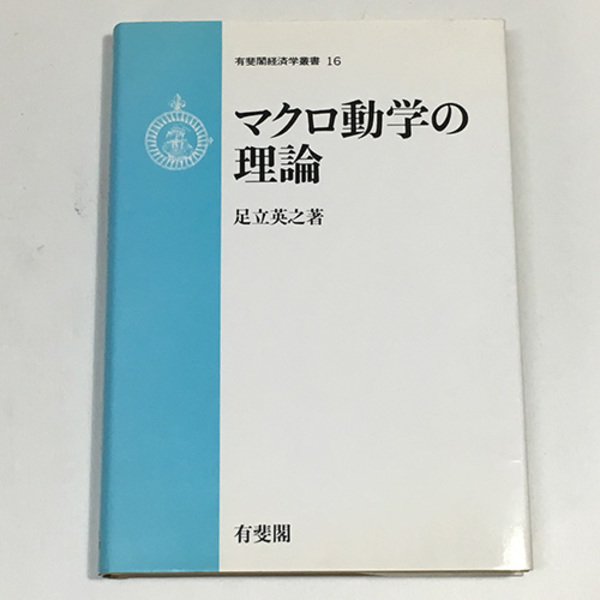 有斐閣経済学叢書 16
マクロ動学の
理論
足立英之著
有斐閣